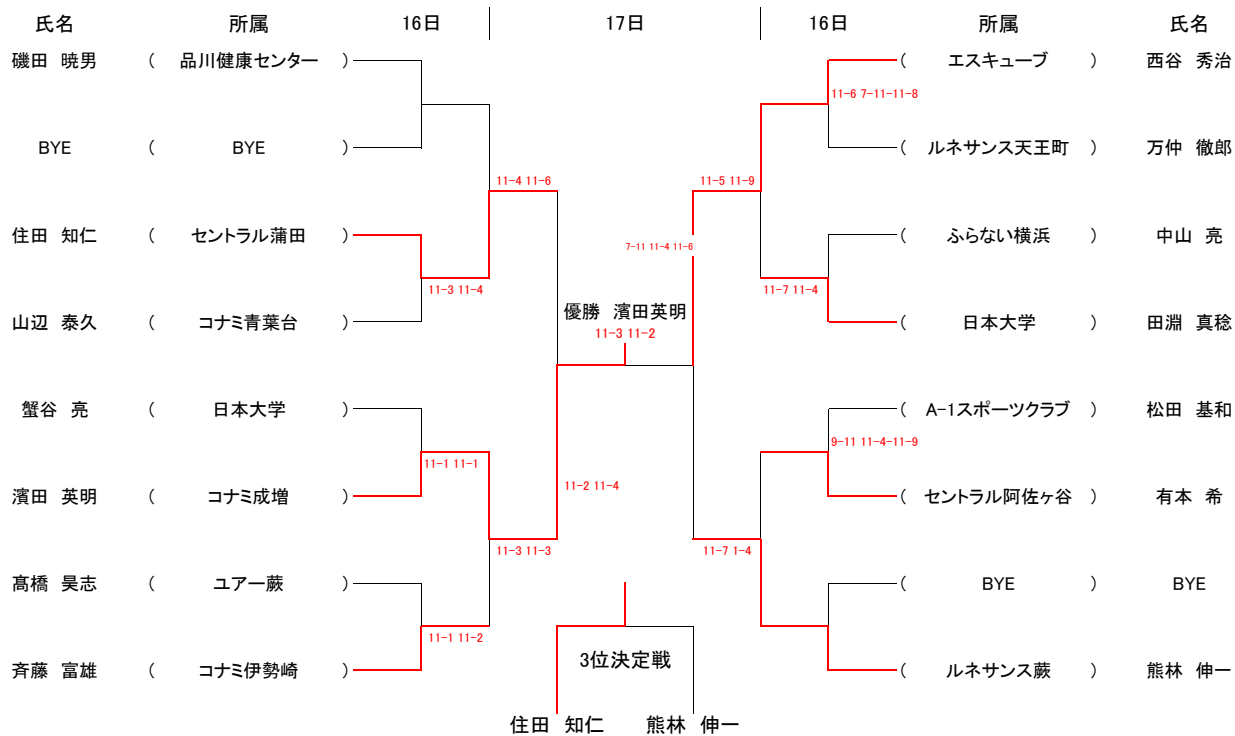 氏名 所属 16日 17日 16日 所属 氏名
磯田 暁男 ( 品川健康センター ) ( エスキューブ ) 西谷 秀治
11-6 7-11-11-8
BYE ( BYE ) ( ルネサンス天王町 ) 万仲 徹郎
11-4 11-6 11-5 11-9
住田 知仁 ( セントラル蒲田 ) ( ふらない横浜 ) 中山 亮
7-11 11-4 11-6
11-3 11-4 11-7 11-4
山辺 泰久 ( コナミ青葉台 ) 優勝 濱田英明 ( 日本大学 ) 田淵 真稔
11-3 11-2
蟹谷 亮 ( 日本大学 ) ( A-1スポーツクラブ ) 松田 基和
9-11 11-4-11-9
11-1 11-1
濱田 英明 ( コナミ成増 ) 11-2 11-4 ( セントラル阿佐ヶ谷 ) 有本 希
11-3 11-3 11-7 1-4
髙橋 昊志 ( ユアー蕨 ) ( BYE ) BYE
11-1 11-2
斉藤 富雄 ( コナミ伊勢崎 ) 3位決定戦 ( ルネサンス蕨 ) 熊林 伸一
住田 知仁 熊林 伸一